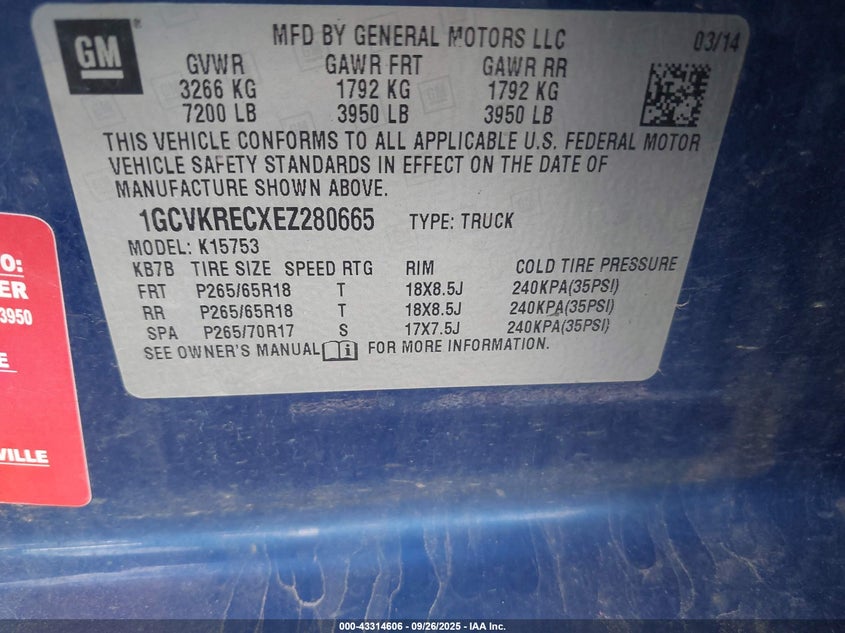 GM
MFD BY GENERAL MOTORS LLC 03/14
GVWR GAWR FRT GAWR RR
3266 KG 1792 KG 1792 KG
7200 LB 3950 LB 3950 LB
THIS VEHICLE CONFORMS TO ALL APPLICABLE U.S. FEDERAL MOTOR
VEHICLE SAFETY STANDARDS IN EFFECT ON THE DATE OF
MANUFACTURE SHOWN ABOVE.
1GCVKRECXEZ280665 TYPE: TRUCK
MODEL: K15753
KB7B TIRE SIZE SPEED RTG RIM COLD TIRE PRESSURE
FRT P265/65R18 T 18X8.5J 240KPA(35PSI)
RR P265/65R18 T 18X8.5J 240KPA(35PSI)
SPA P265/70R17 S 17X7.5J 240KPA(35PSI)
SEE OWNER'S MANUAL FOR MORE INFORMATION.
O:
ER
3950
E
VILLE
000-43314606 - 09/26/2025 - IAA Inc.